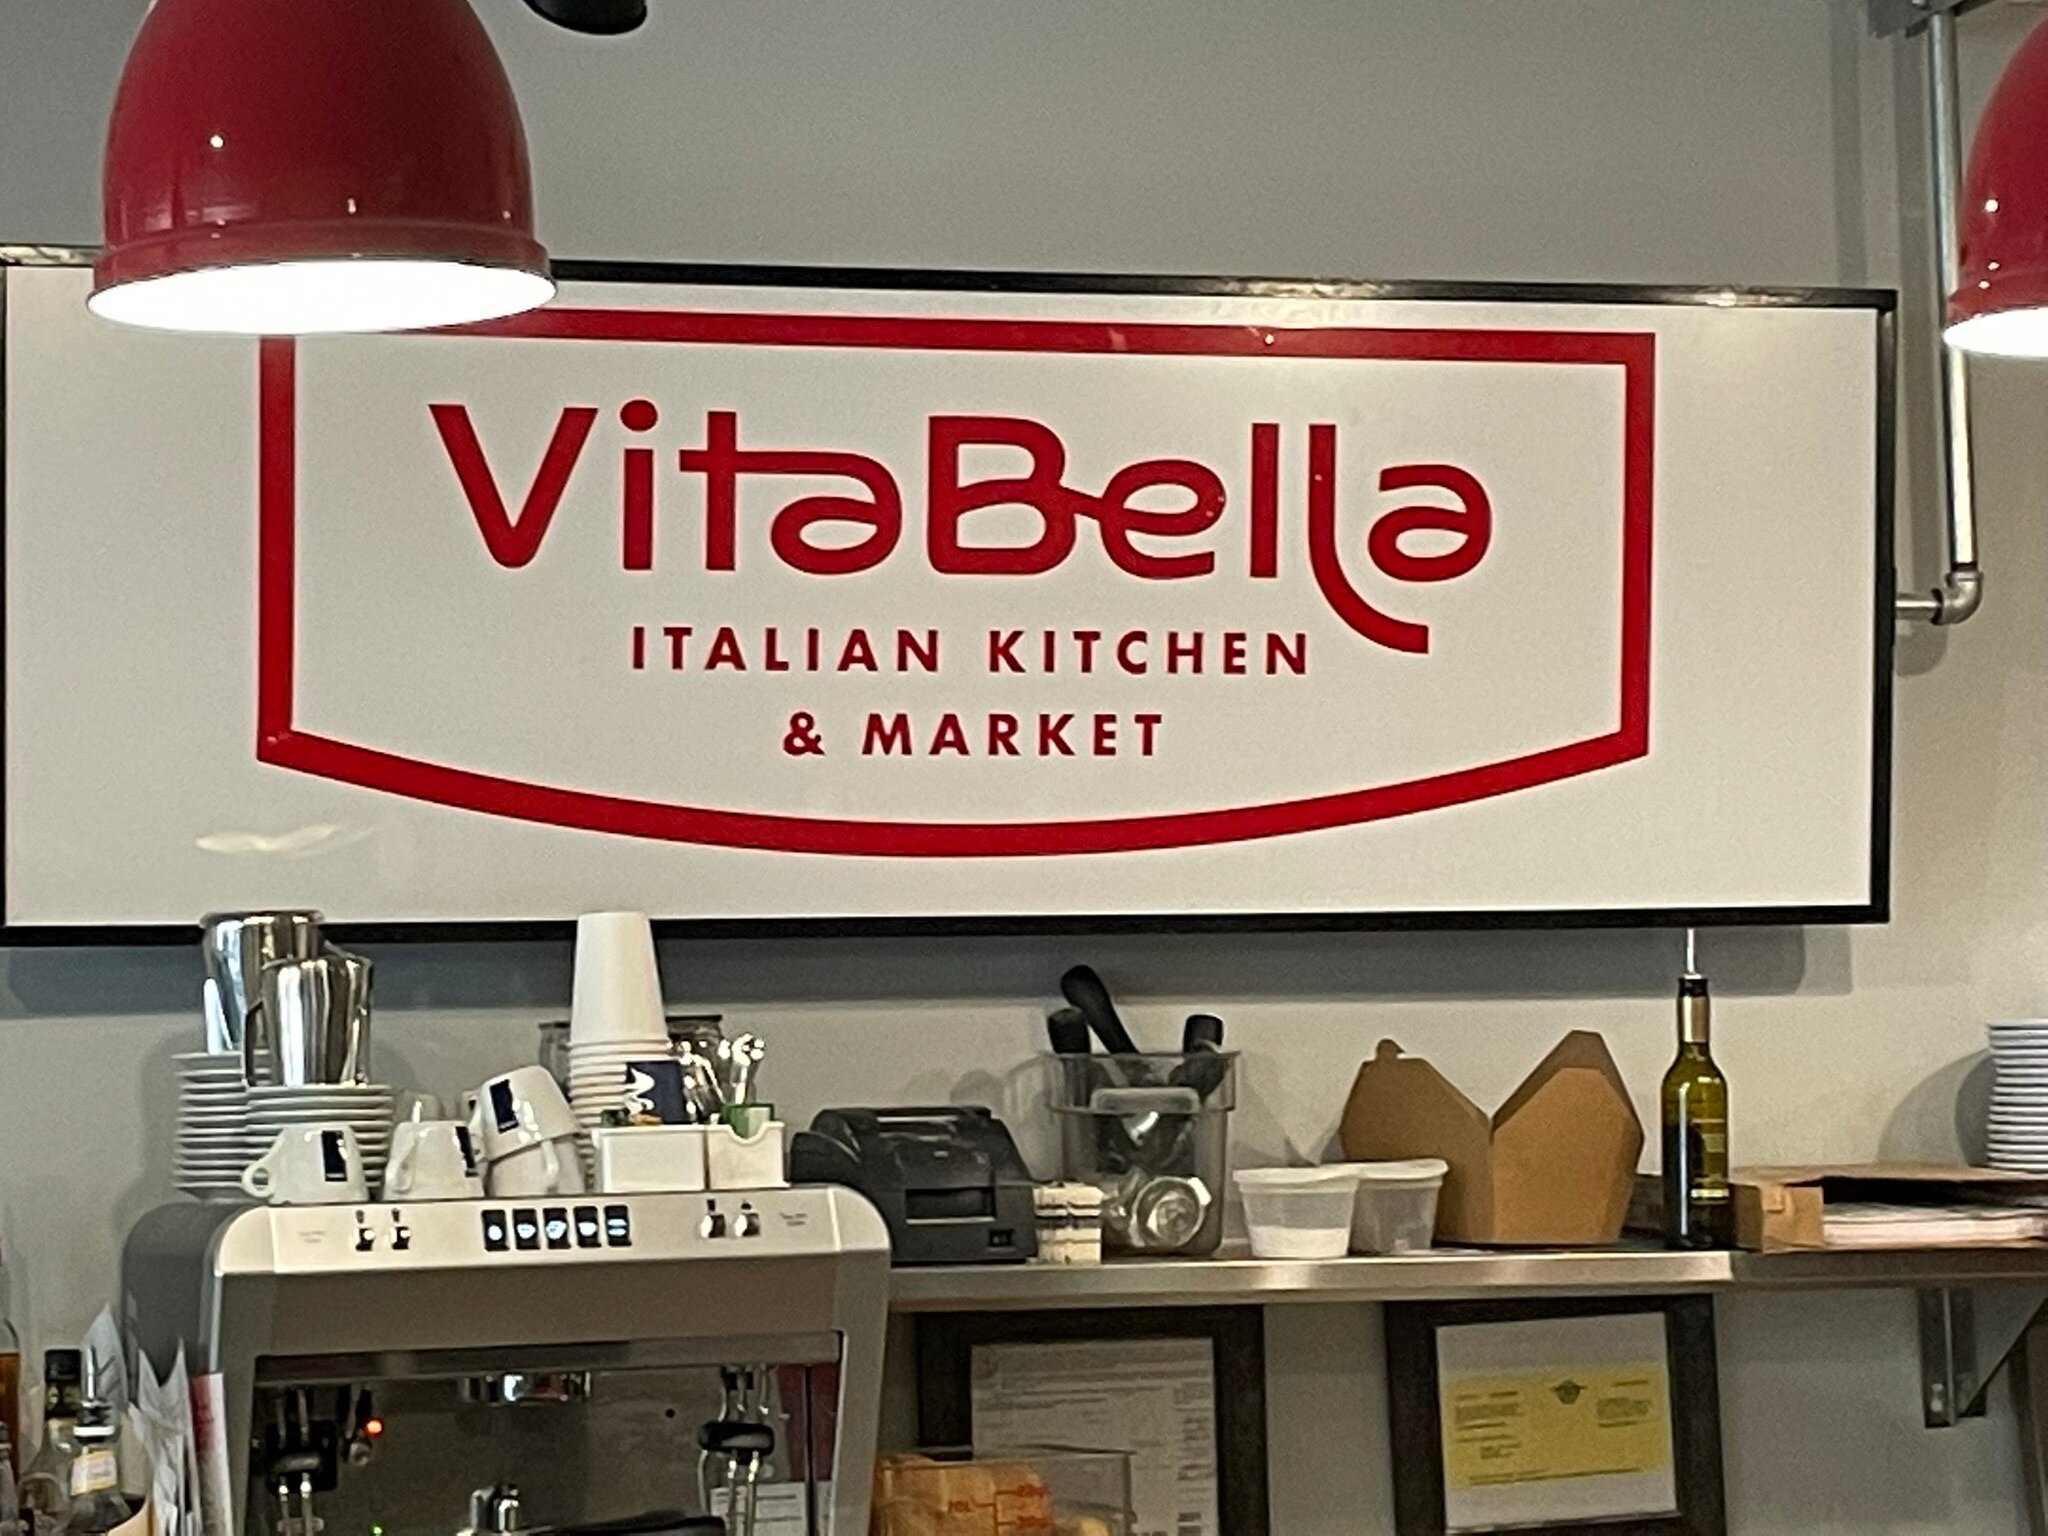 VitaBella
ITALIAN KITCHEN
& MARKET